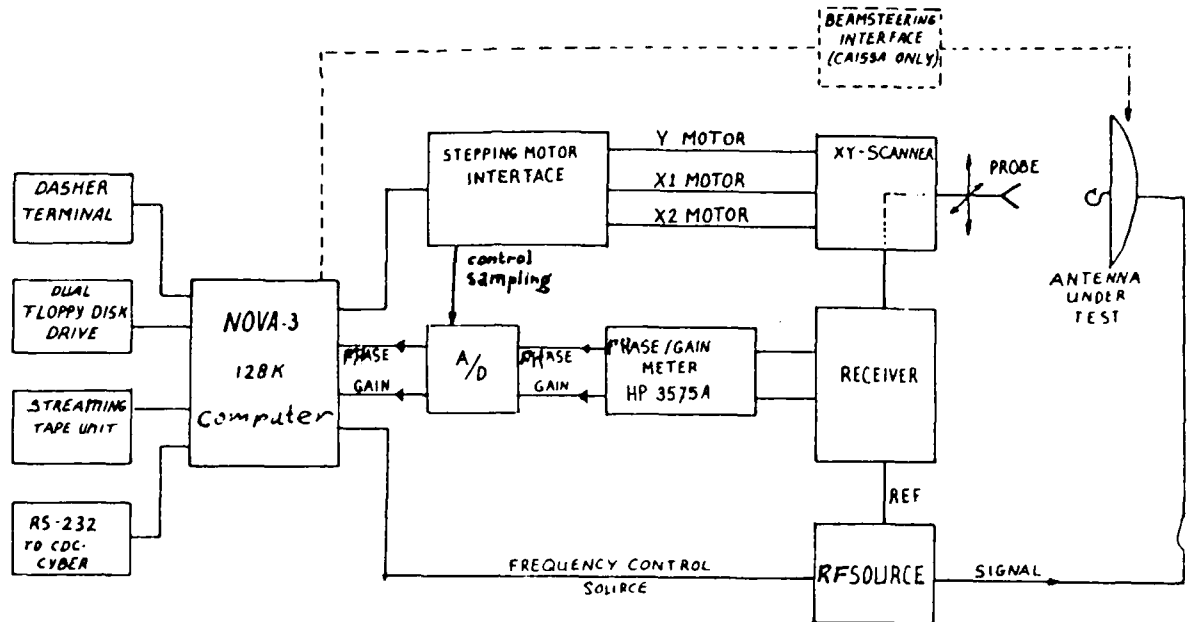 BEAMSTEERING
INTERFACE
(CAISSA ONLY)
STEPPING MOTOR
INTERFACE
Y MOTOR
X1 MOTOR
X2 MOTOR
XY-SCANNER
PROBE
ANTENNA
UNDER
TEST
DASHER
TERMINAL
DUAL
FLOPPY DISK
DRIVE
STREAMING
TAPE UNIT
RS-232
TO CDC-
CYBER
NOVA-3
128K
Computer
control
sampling
PHASE
GAIN
A/D
PHASE
GAIN
PHASE/GAIN
METER
HP 3575A
RECEIVER
REF
FREQUENCY CONTROL
SOURCE
RF SOURCE
SIGNAL